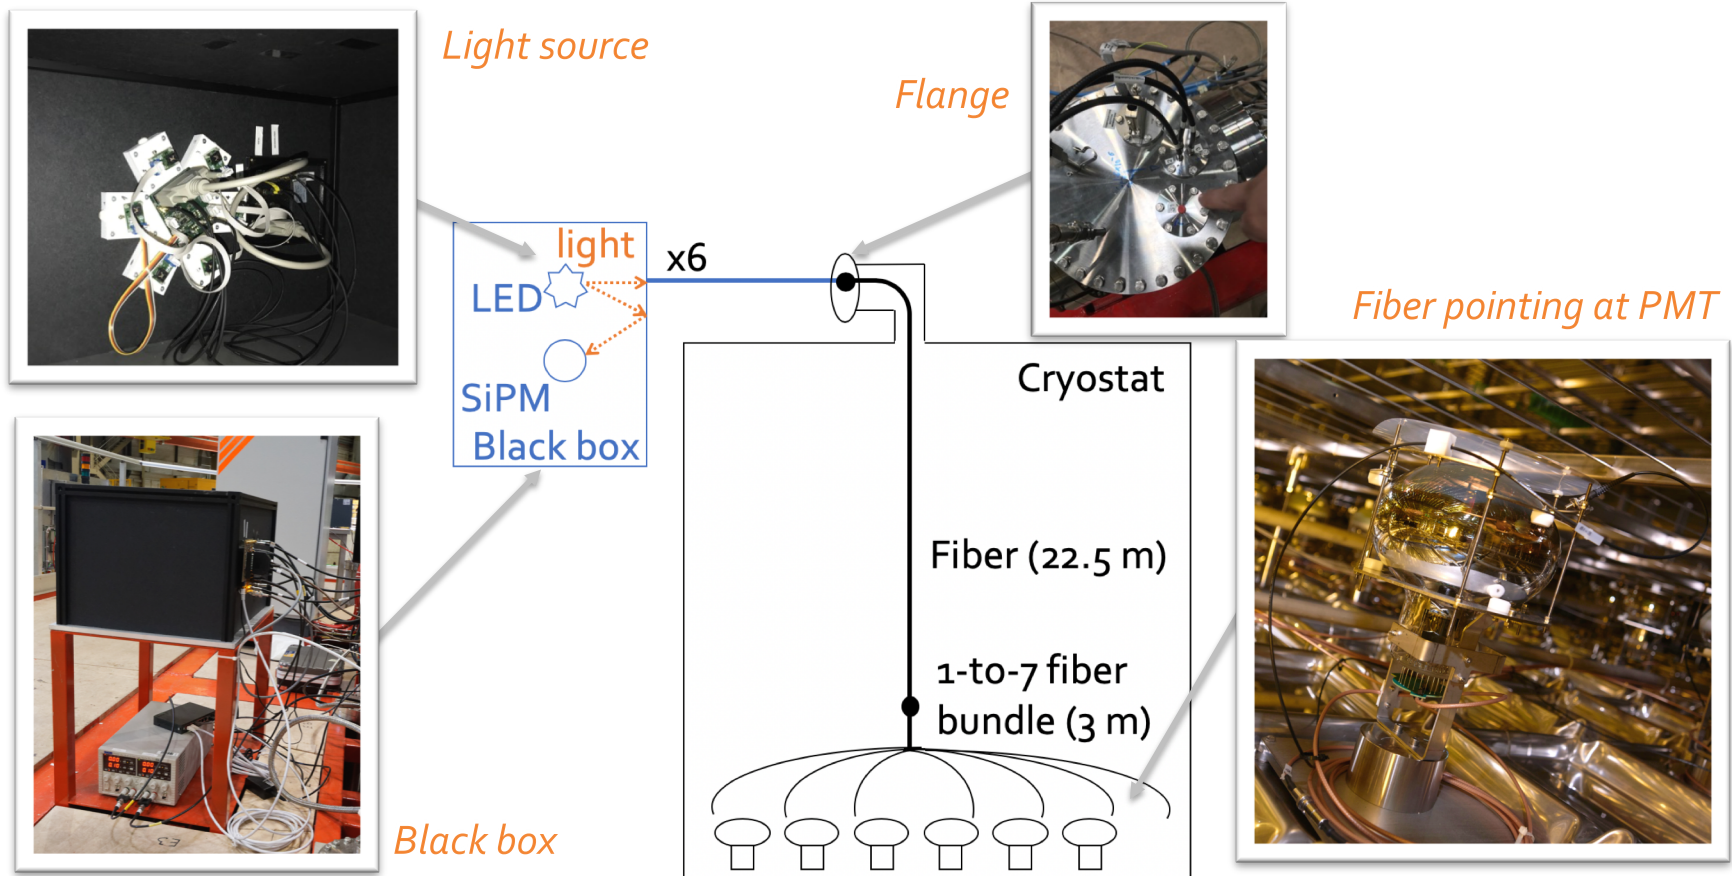 Light source
Flange
light
x6
LED
Fiber pointing at PMT
SiPM
Black box
Cryostat
Fiber (22.5 m)
1-to-7 fiber
bundle (3 m)
Black box